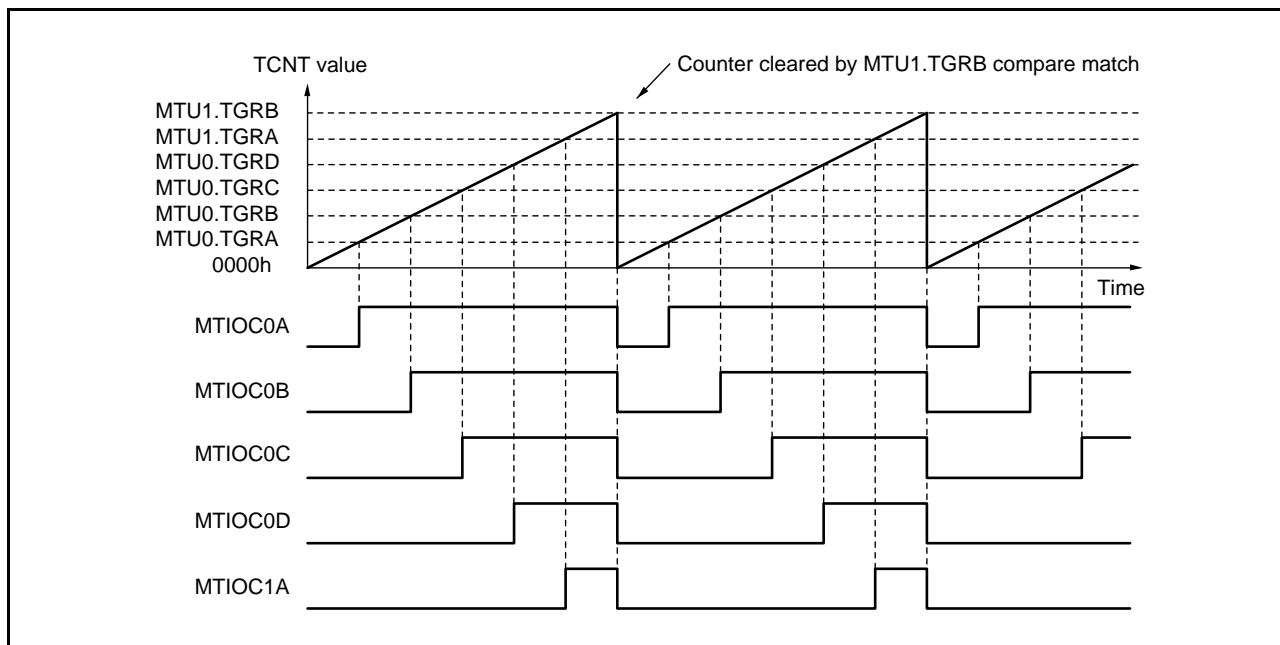 TCNT value
Counter cleared by MTU1.TGRB compare match
MTU1.TGRB
MTU1.TGRA
MTU0.TGRD
MTU0.TGRC
MTU0.TGRB
MTU0.TGRA
0000h
Time
MTIOC0A
MTIOC0B
MTIOC0C
MTIOC0D
MTIOC1A